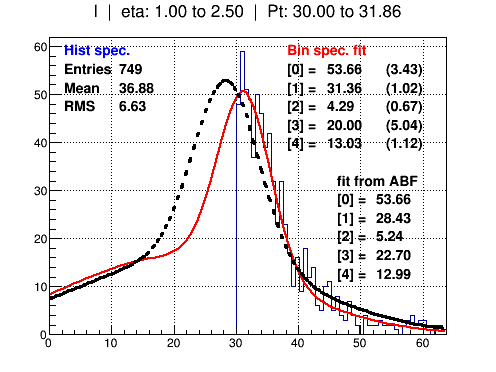 I | eta: 1.00 to 2.50 | Pt: 30.00 to 31.86
Hist spec.
Entries 749
Mean 36.88
RMS 6.63
Bin spec. fit
[0] = 53.66 (3.43)
[1] = 31.36 (1.02)
[2] = 4.29 (0.67)
[3] = 20.00 (5.04)
[4] = 13.03 (1.12)
fit from ABF
[0] = 53.66
[1] = 28.43
[2] = 5.24
[3] = 22.70
[4] = 12.99
60
50
40
30
20
10
0
0 10 20 30 40 50 60